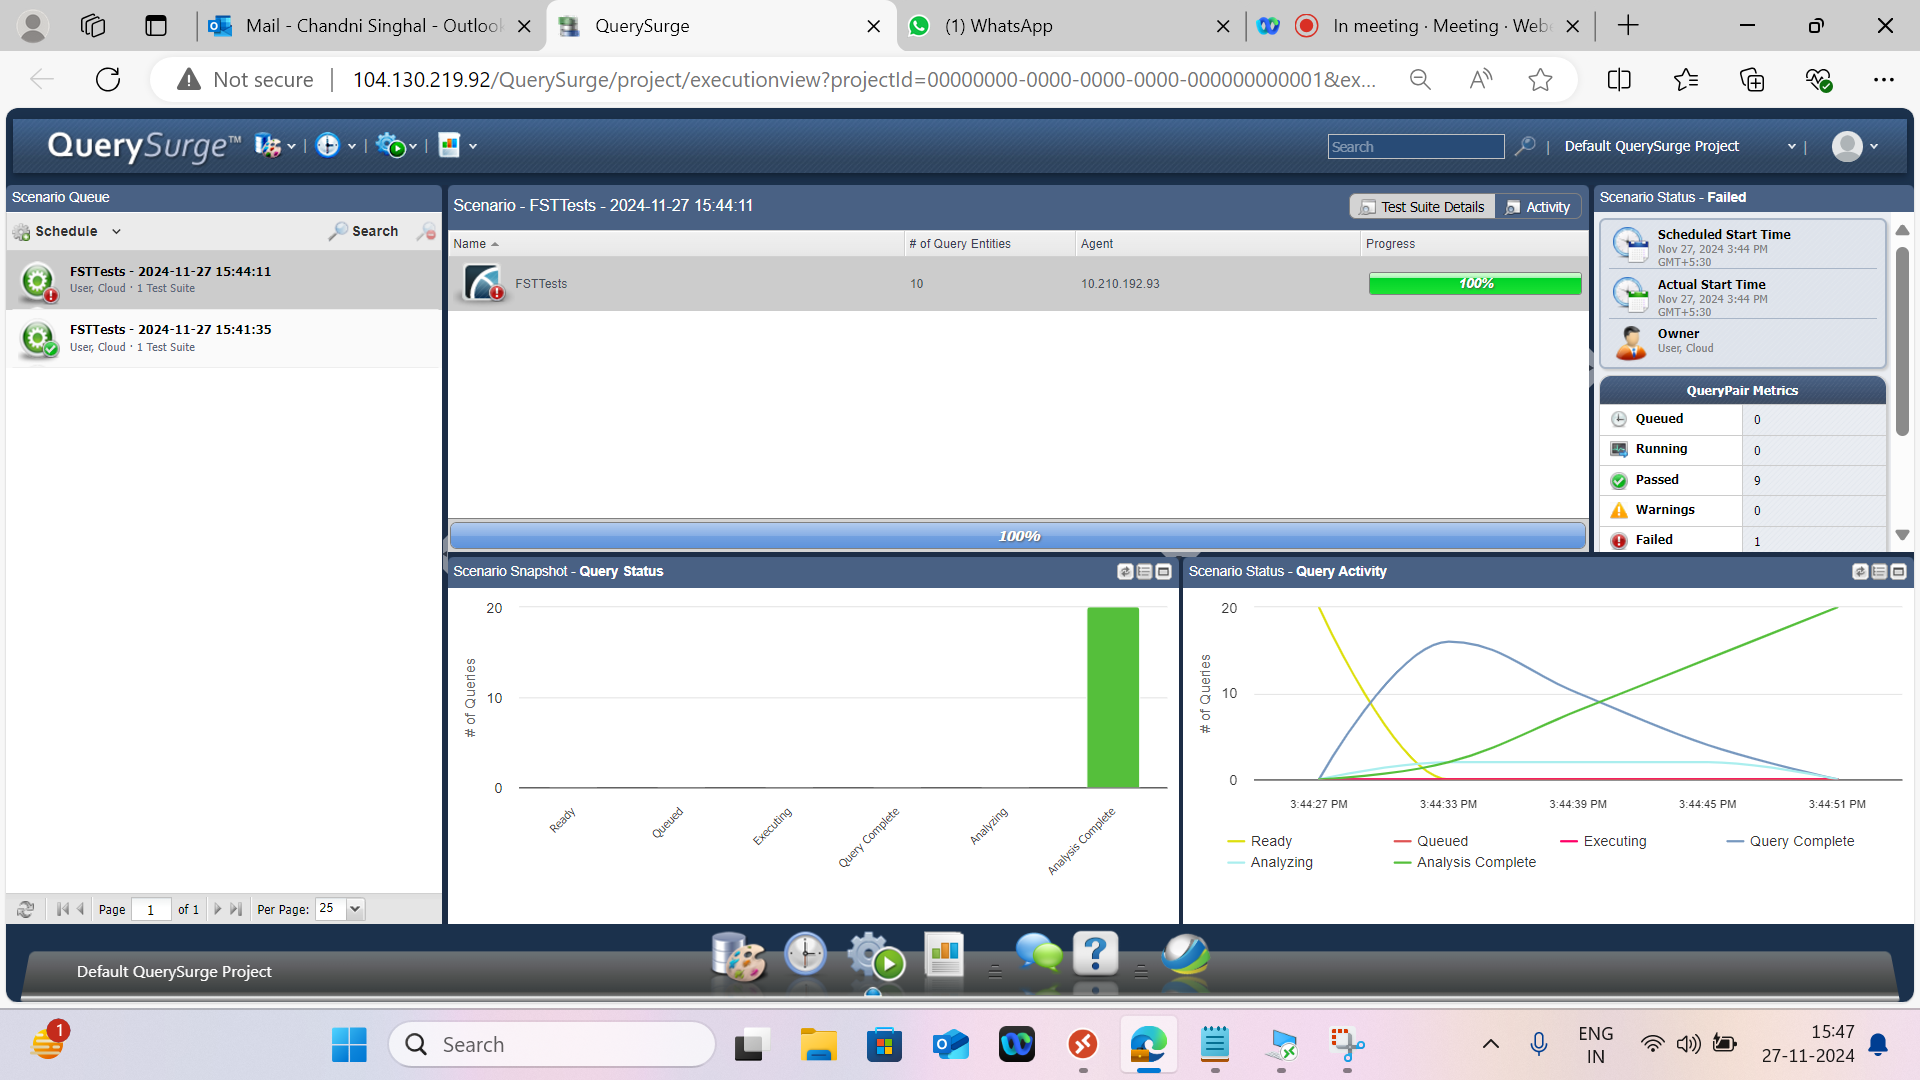 Mail - Chandni Singhal - Outlook
QuerySurge
(1) WhatsApp
In meeting · Meeting · Webe
Not secure
104.130.219.92/QuerySurge/project/executionview?projectId=00000000-0000-0000-0000-000000000001&ex...
QuerySurge™
Search
Default QuerySurge Project
Scenario Queue
Schedule
Search
FSTTests - 2024-11-27 15:44:11
User, Cloud · 1 Test Suite
FSTTests - 2024-11-27 15:41:35
User, Cloud · 1 Test Suite
Page 1 of 1
Per Page: 25
Scenario - FSTTests - 2024-11-27 15:44:11
Test Suite Details
Activity
Name
# of Query Entities
Agent
Progress
FSTTests
10
10.210.192.93
100%
100%
Scenario Status - Failed
Scheduled Start Time
Nov 27, 2024 3:44 PM
GMT+5:30
Actual Start Time
Nov 27, 2024 3:44 PM
GMT+5:30
Owner
User, Cloud
QueryPair Metrics
Queued 0
Running 0
Passed 9
Warnings 0
Failed 1
Scenario Snapshot - Query Status
# of Queries
20
10
0
Ready
Queued
Executing
Query Complete
Analyzing
Analysis Complete
Scenario Status - Query Activity
# of Queries
20
10
0
3:44:27 PM
3:44:33 PM
3:44:39 PM
3:44:45 PM
3:44:51 PM
Ready
Queued
Executing
Query Complete
Analyzing
Analysis Complete
Default QuerySurge Project
1
Search
ENG
IN
15:47
27-11-2024